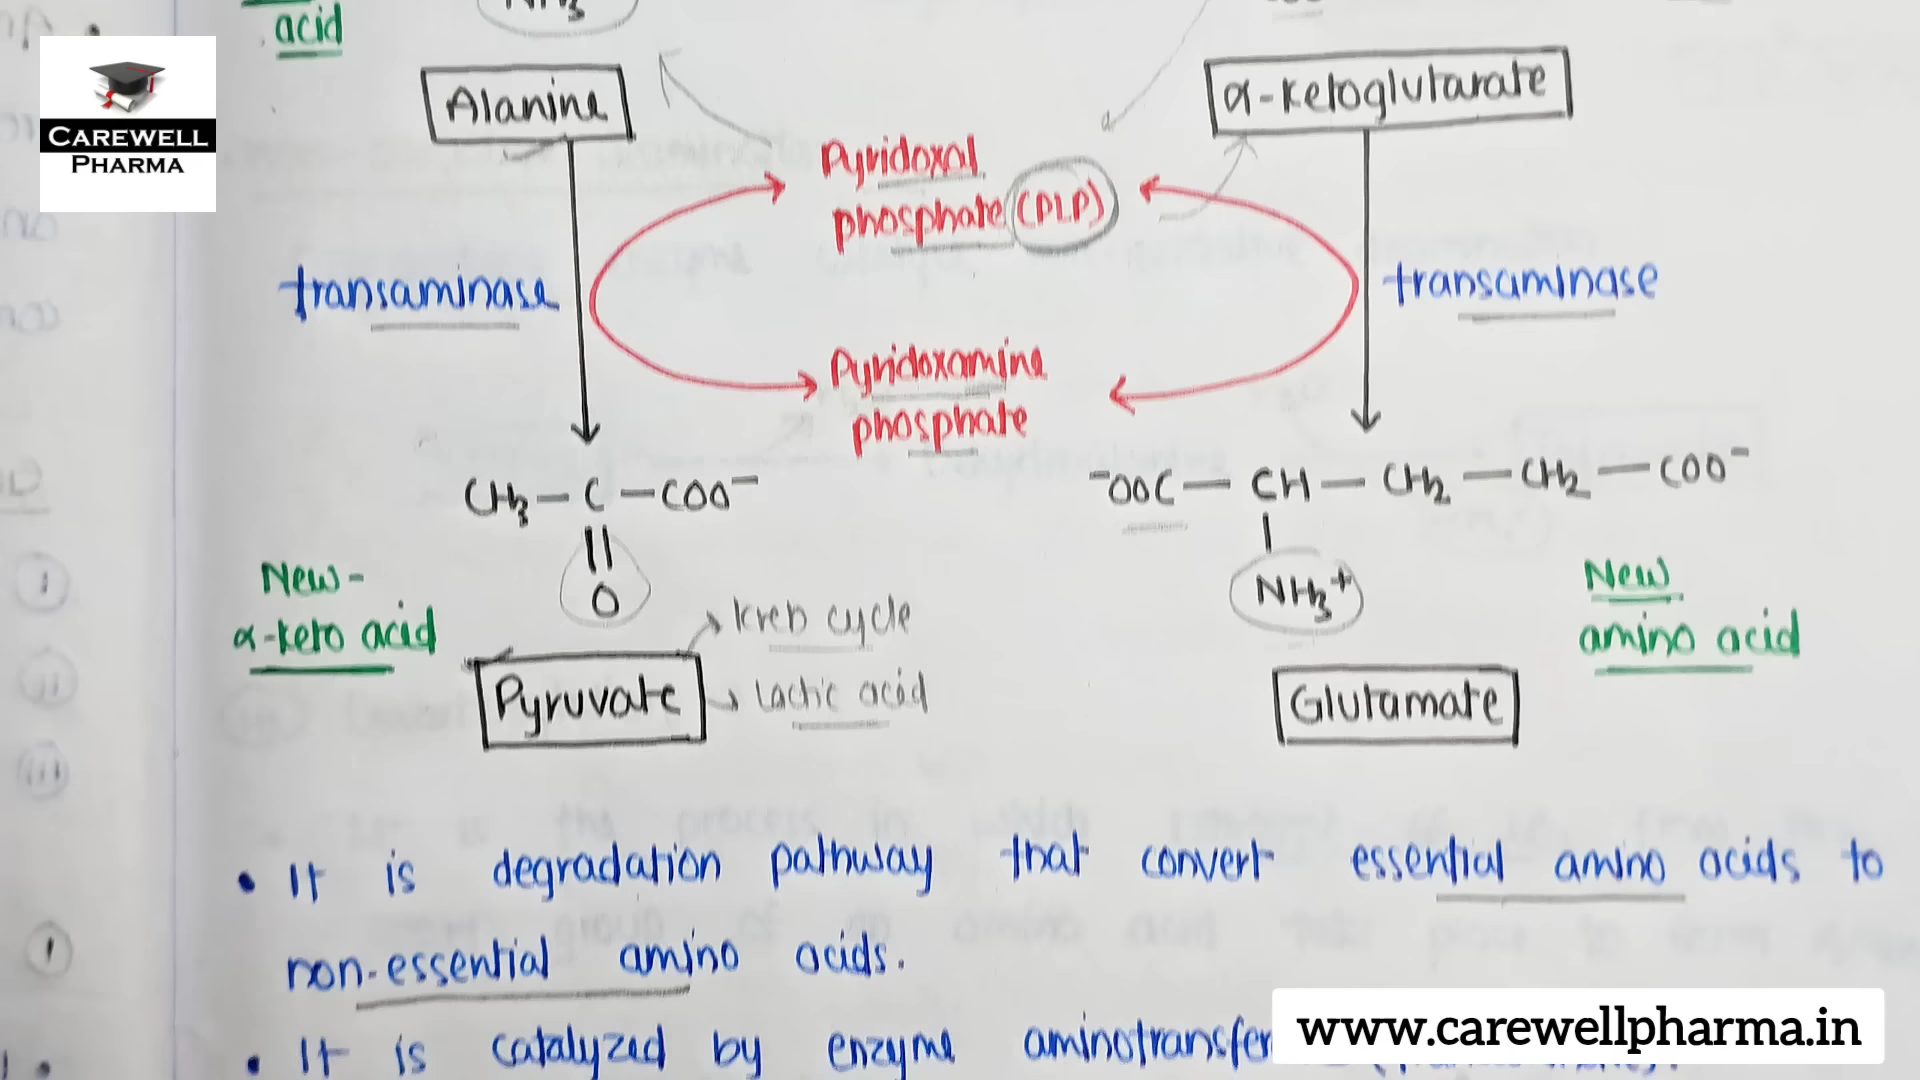 NH3
acid
CAREWELL
PHARMA
Alanine
α-ketoglutarate
Pyridoxal
phosphate (PLP)
transaminase
transaminase
Pyridoxamine
phosphate
CH3 — C — COO⁻
||
O
⁻OOC — CH — CH2 — CH2 — COO⁻
|
NH3⁺
New-
α-keto acid
Kreb cycle
Pyruvate
Lactic acid
New
amino acid
Glutamate
• It is degradation pathway that convert essential amino acids to
non-essential amino acids.
• It is catalyzed by enzyme aminotransfer
www.carewellpharma.in